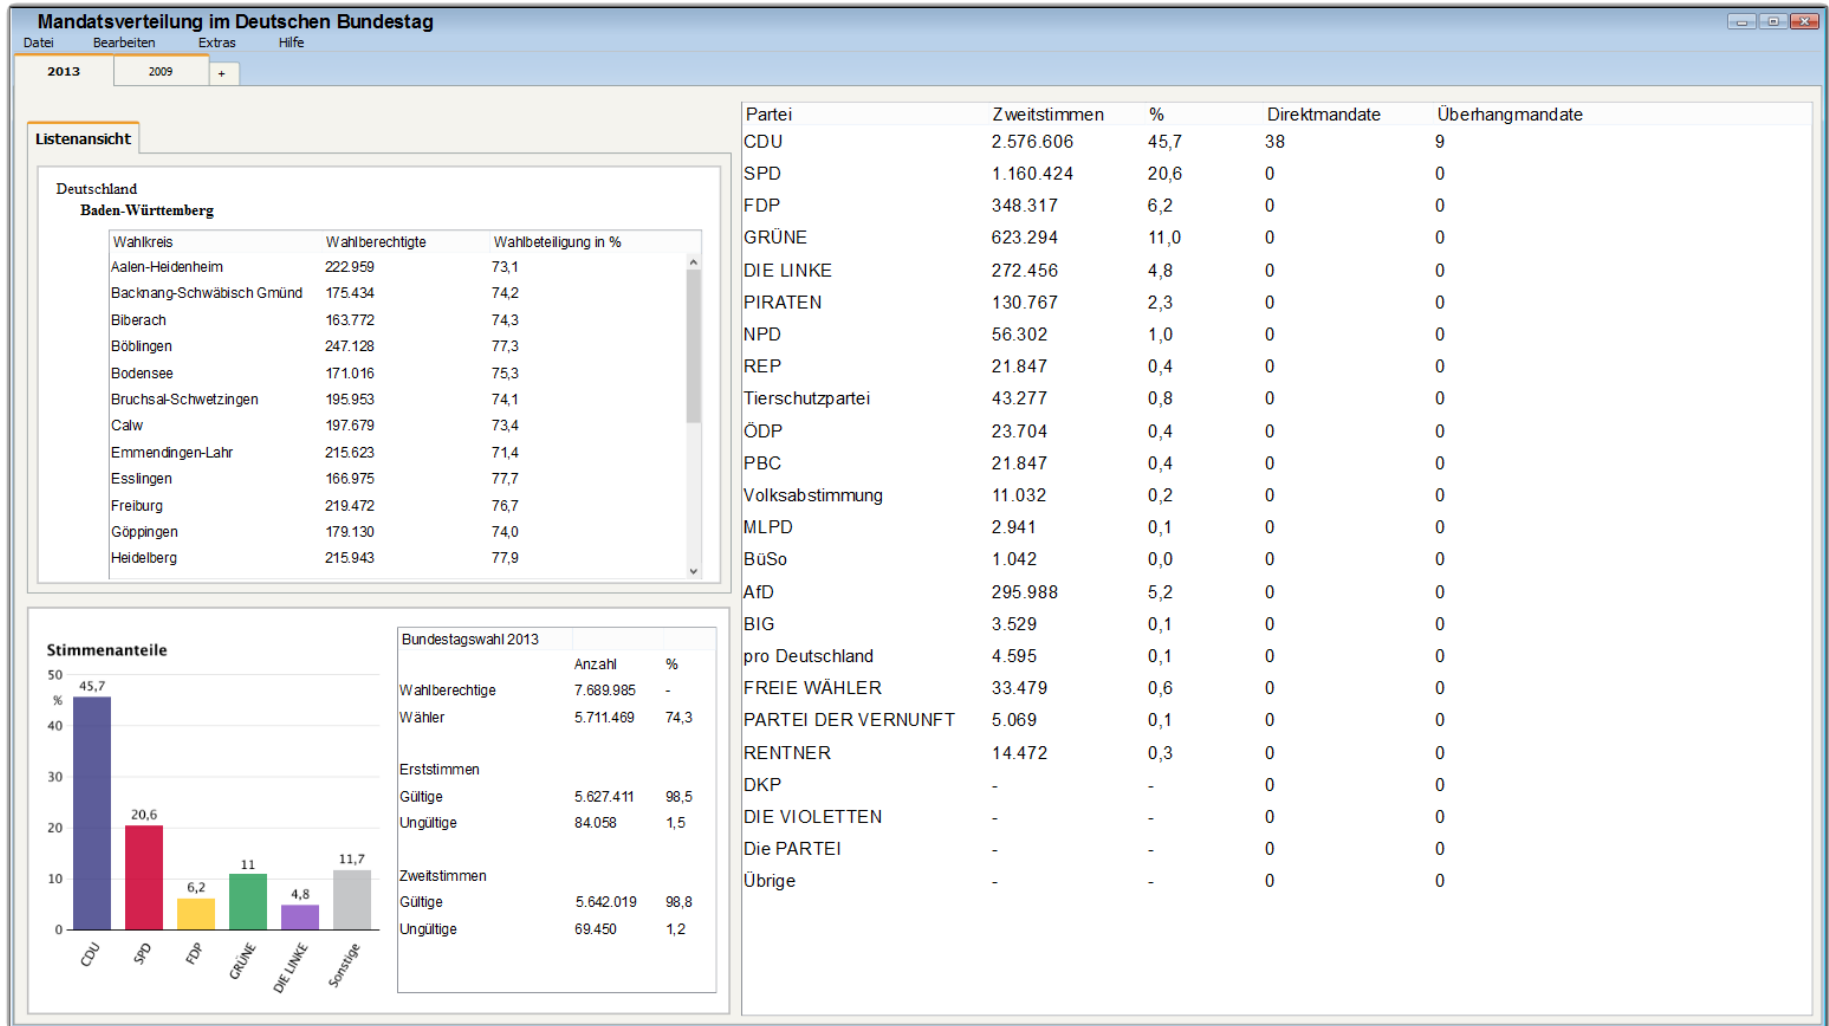 Mandatsverteilung im Deutschen Bundestag
Datei Bearbeiten Extras Hilfe
2013 2009 +
Listenansicht
Deutschland
Baden-Württemberg
Wahlkreis Wahlberechtigte Wahlbeteiligung in %
Aalen-Heidenheim 222.959 73,1
Backnang-Schwäbisch Gmünd 175.434 74,2
Biberach 163.772 74,3
Böblingen 247.128 77,3
Bodensee 171.016 75,3
Bruchsal-Schwetzingen 195.953 74,1
Calw 197.679 73,4
Emmendingen-Lahr 215.623 71,4
Esslingen 166.975 77,7
Freiburg 219.472 76,7
Göppingen 179.130 74,0
Heidelberg 215.943 77,9
Stimmenanteile
50
%
40
30
20
10
0
45,7
20,6
6,2
11
4,8
11,7
CDU
SPD
FDP
GRÜNE
DIE LINKE
Sonstige
Bundestagswahl 2013
Anzahl %
Wahlberechtige 7.689.985 -
Wähler 5.711.469 74,3
Erststimmen
Gültige 5.627.411 98,5
Ungültige 84.058 1,5
Zweitstimmen
Gültige 5.642.019 98,8
Ungültige 69.450 1,2
Partei Zweitstimmen % Direktmandate Überhangmandate
CDU 2.576.606 45,7 38 9
SPD 1.160.424 20,6 0 0
FDP 348.317 6,2 0 0
GRÜNE 623.294 11,0 0 0
DIE LINKE 272.456 4,8 0 0
PIRATEN 130.767 2,3 0 0
NPD 56.302 1,0 0 0
REP 21.847 0,4 0 0
Tierschutzpartei 43.277 0,8 0 0
ÖDP 23.704 0,4 0 0
PBC 21.847 0,4 0 0
Volksabstimmung 11.032 0,2 0 0
MLPD 2.941 0,1 0 0
BüSo 1.042 0,0 0 0
AfD 295.988 5,2 0 0
BIG 3.529 0,1 0 0
pro Deutschland 4.595 0,1 0 0
FREIE WÄHLER 33.479 0,6 0 0
PARTEI DER VERNUNFT 5.069 0,1 0 0
RENTNER 14.472 0,3 0 0
DKP - - 0 0
DIE VIOLETTEN - - 0 0
Die PARTEI - - 0 0
Übrige - - 0 0